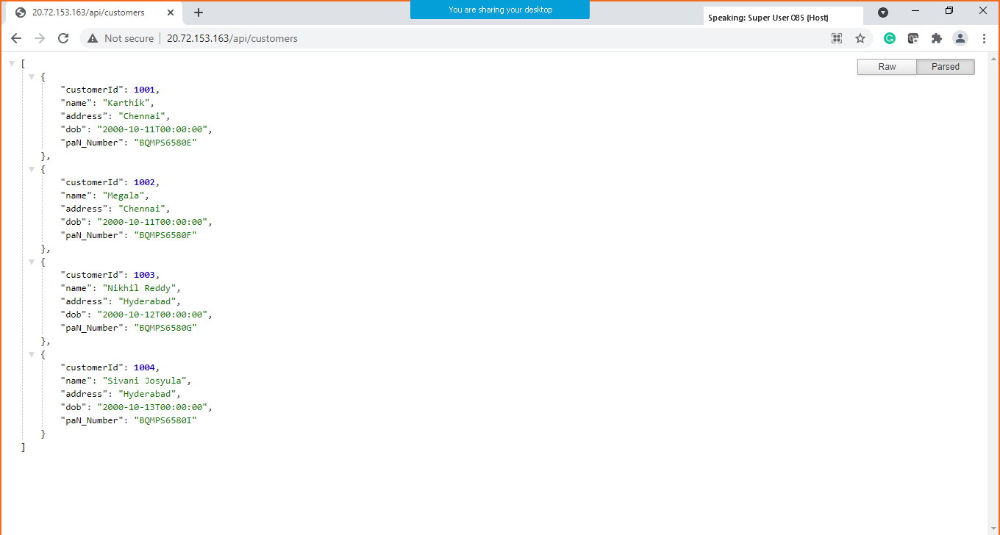 20.72.153.163/api/customers
You are sharing your desktop
Speaking: Super User 085 (Host)
Not secure 20.72.153.163/api/customers
Raw Parsed
[
{
"customerId": 1001,
"name": "Karthik",
"address": "Chennai",
"dob": "2000-10-11T00:00:00",
"paN_Number": "BQMPS6580E"
},
{
"customerId": 1002,
"name": "Megala",
"address": "Chennai",
"dob": "2000-10-11T00:00:00",
"paN_Number": "BQMPS6580F"
},
{
"customerId": 1003,
"name": "Nikhil Reddy",
"address": "Hyderabad",
"dob": "2000-10-12T00:00:00",
"paN_Number": "BQMPS6580G"
},
{
"customerId": 1004,
"name": "Sivani Josyula",
"address": "Hyderabad",
"dob": "2000-10-13T00:00:00",
"paN_Number": "BQMPS6580I"
}
]